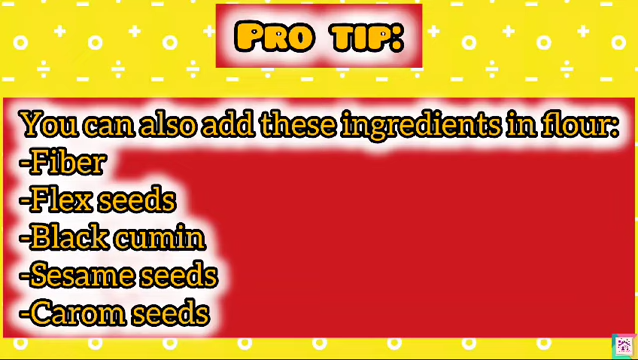 Pro tip:
You can also add these ingredients in flour:
-Fiber
-Flex seeds
-Black cumin
-Sesame seeds
-Carom seeds